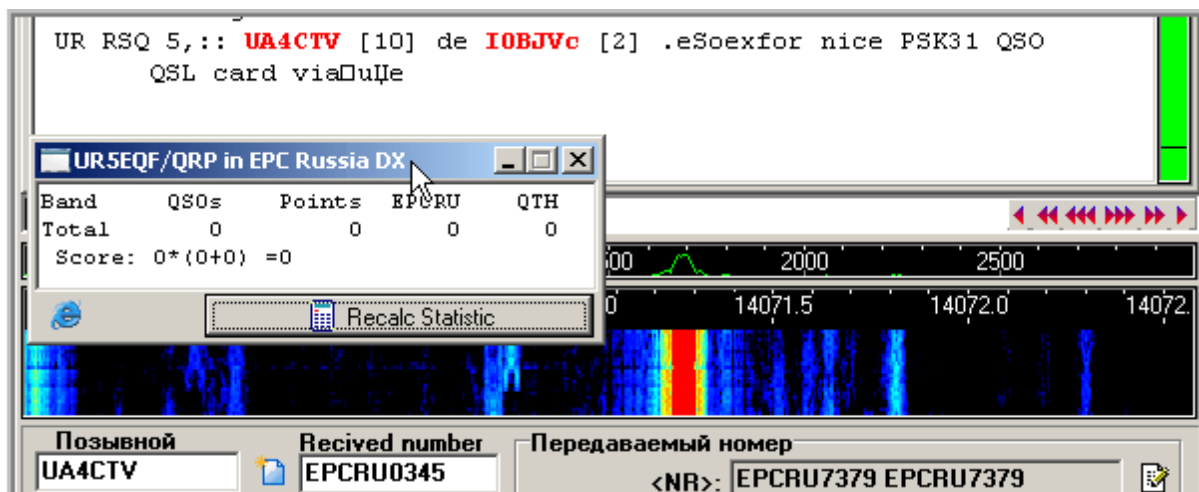 UR RSQ 5,:: UA4CTV [10] de I0BJVc [2] .eSoexfor nice PSK31 QSO
QSL card via□uЏe
UR5EQF/QRP in EPC Russia DX
Band QSOs Points EPCRU QTH
Total 0 0 0 0
Score: 0*(0+0) =0
Recalc Statistic
2000 2500
14071.5 14072.0 14072.
Позывной Recived number Передаваемый номер
UA4CTV EPCRU0345 <NR>: EPCRU7379 EPCRU7379